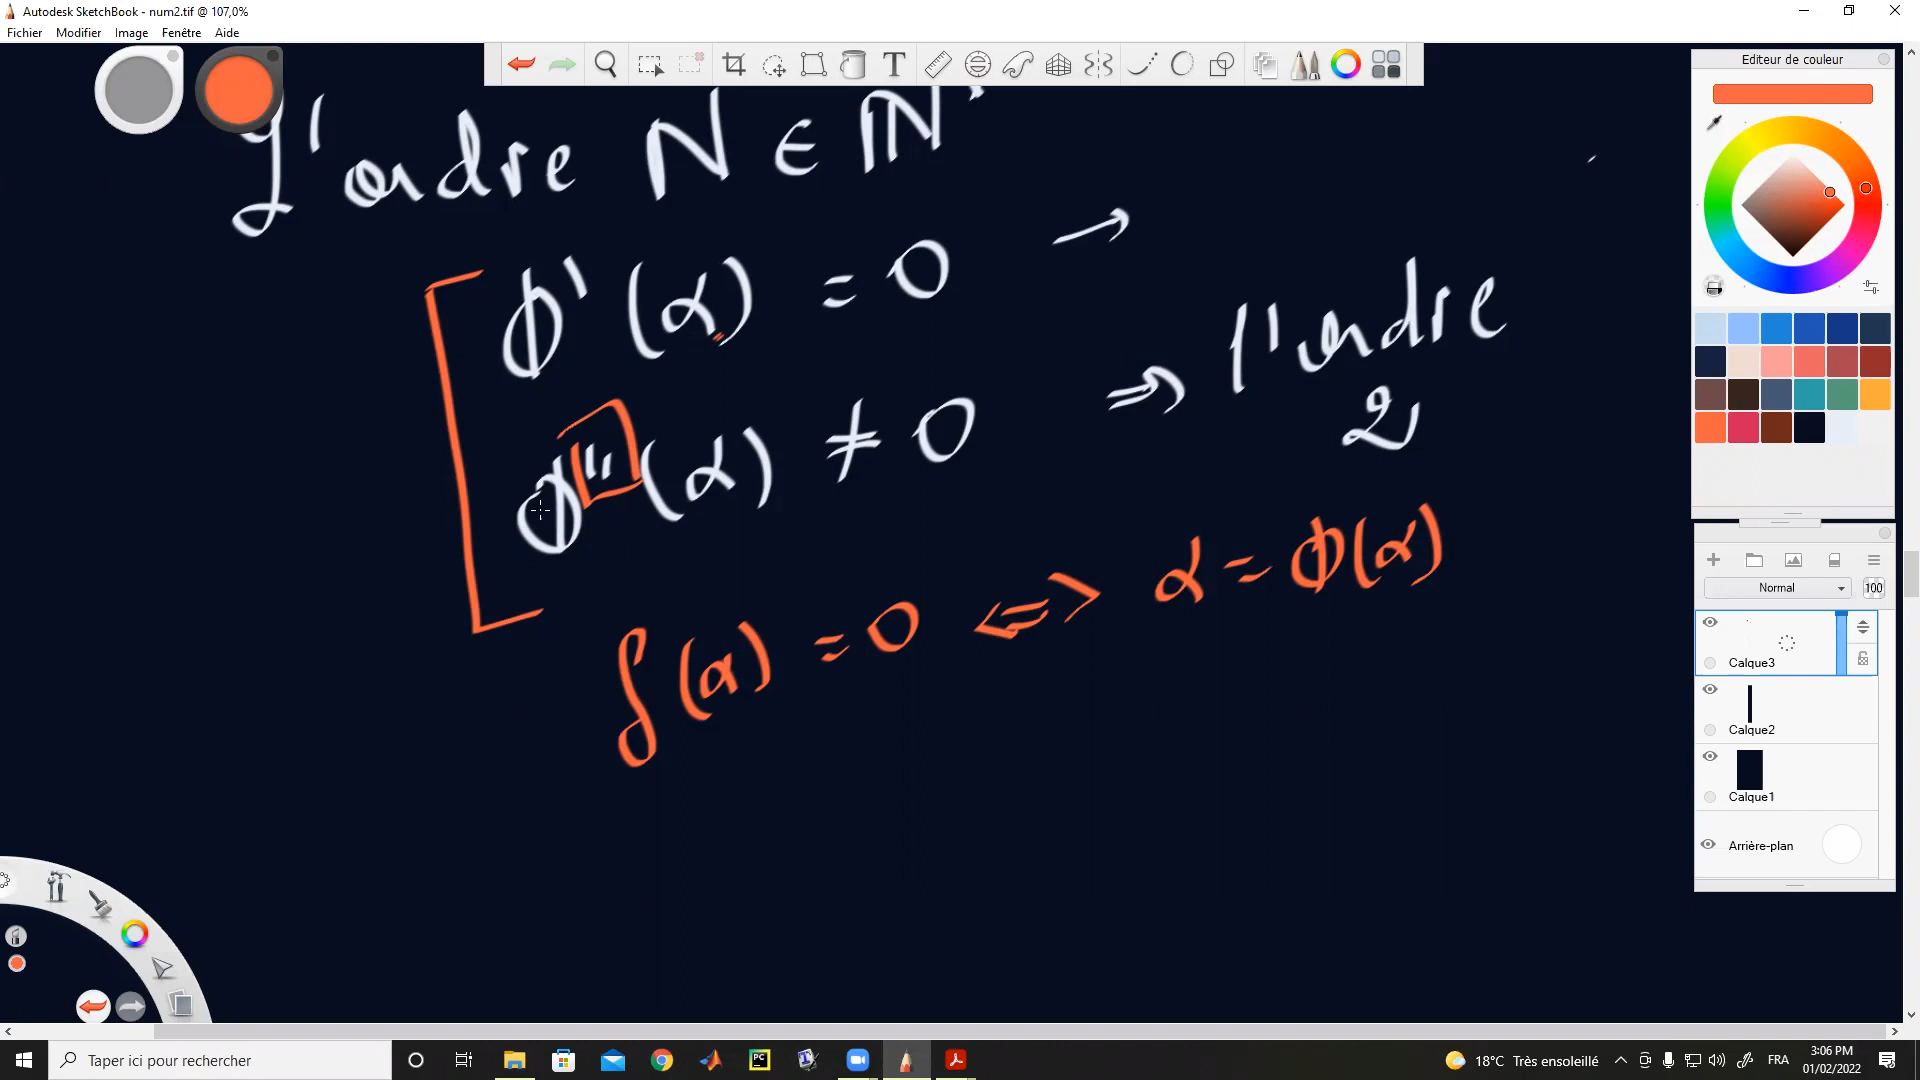 Autodesk SketchBook - num2.tif @ 107,0%
Fichier Modifier Image Fenêtre Aide
Editeur de couleur
l'ordre N ∈ ℕ*
ϕ'(α) = 0 →
ϕ''(α) ≠ 0 ⇒ l'ordre 2
f(α) = 0 <=> α = ϕ(α)
Normal 100
Calque3
Calque2
Calque1
Arrière-plan
Taper ici pour rechercher
18°C Très ensoleillé
FRA
3:06 PM
01/02/2022